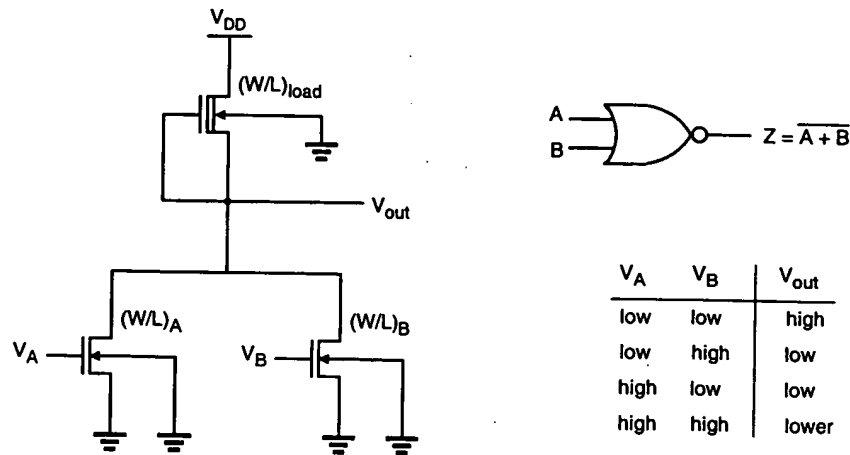 V_DD
(W/L)_load
V_out
(W/L)_A
V_A
(W/L)_B
V_B
A
B
Z = \overline{A + B}
V_A V_B V_out
low low high
low high low
high low low
high high lower